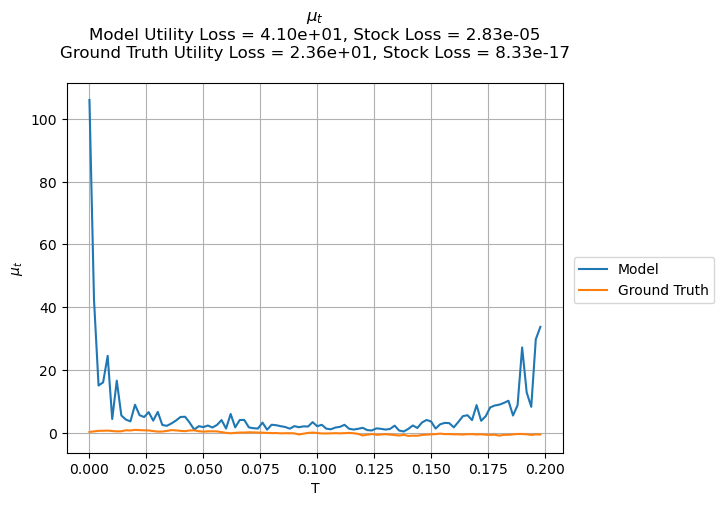 μt
Model Utility Loss = 4.10e+01, Stock Loss = 2.83e-05
Ground Truth Utility Loss = 2.36e+01, Stock Loss = 8.33e-17
100
80
60
40
20
0
μt
0.000 0.025 0.050 0.075 0.100 0.125 0.150 0.175 0.200
T
Model
Ground Truth